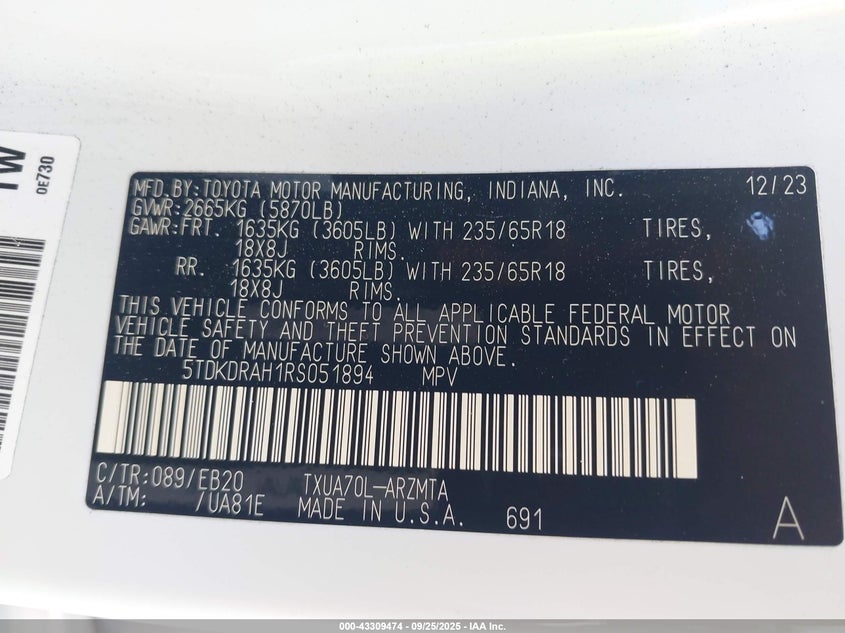 TW
OE730
MFD.BY:TOYOTA MOTOR MANUFACTURING, INDIANA, INC. 12/23
GVWR:2665KG (5870LB)
GAWR:FRT. 1635KG (3605LB) WITH 235/65R18 TIRES,
18X8J RIMS.
RR. 1635KG (3605LB) WITH 235/65R18 TIRES,
18X8J RIMS.
THIS VEHICLE CONFORMS TO ALL APPLICABLE FEDERAL MOTOR
VEHICLE SAFETY AND THEFT PREVENTION STANDARDS IN EFFECT ON
THE DATE OF MANUFACTURE SHOWN ABOVE.
5TDKDRAH1RS051894 MPV
C/TR:089/EB20 TXUA70L-ARZMTA
A/TM: /UA81E MADE IN U.S.A. 691
A
000-43309474 - 09/25/2025 - IAA Inc.